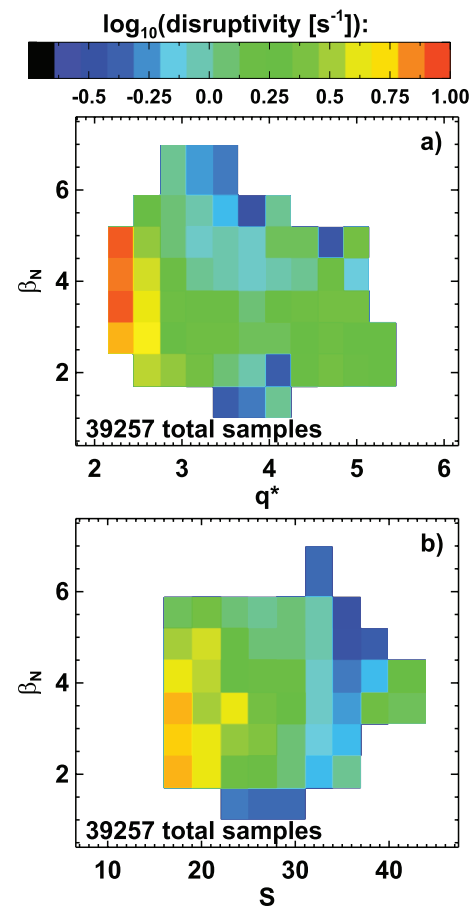 log₁₀(disruptivity [s⁻¹]):
-0.5 -0.25 0.0 0.25 0.5 0.75 1.00
a)
6
β_N
4
2
39257 total samples
2 3 4 5 6
q*
b)
6
β_N
4
2
39257 total samples
10 20 30 40
S